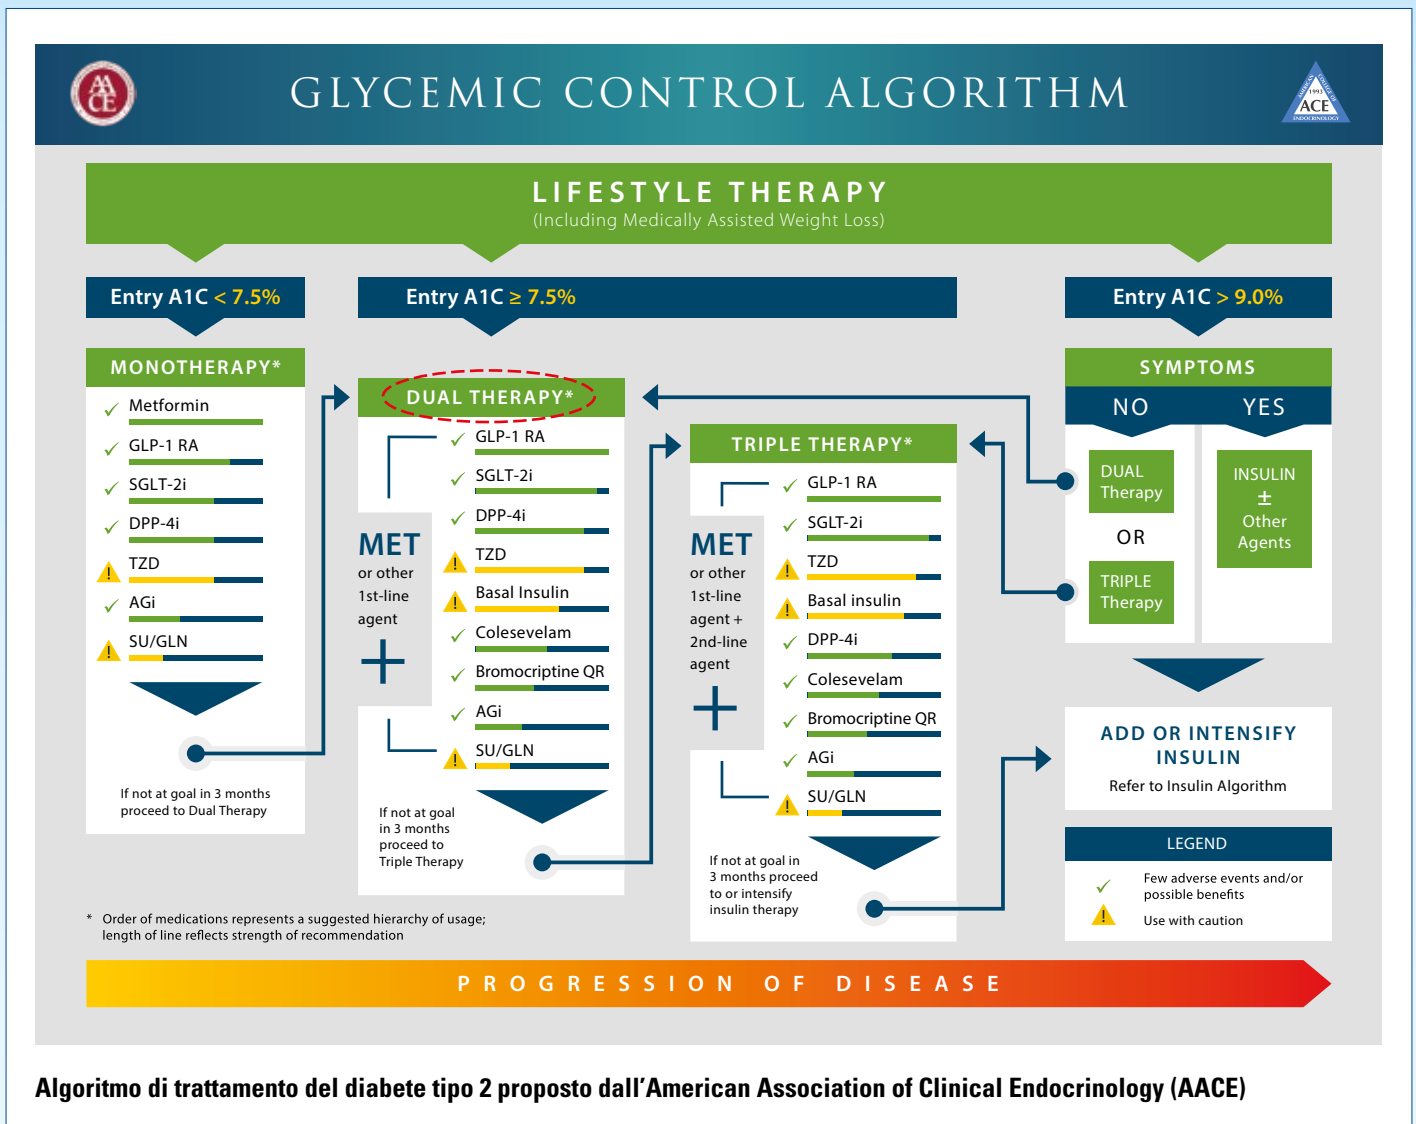 AACE
GLYCEMIC CONTROL ALGORITHM
AMERICAN COLLEGE OF
1993
ACE
ENDOCRINOLOGY
LIFESTYLE THERAPY
(Including Medically Assisted Weight Loss)
Entry A1C < 7.5%
Entry A1C ≥ 7.5%
Entry A1C > 9.0%
MONOTHERAPY*
✓ Metformin
✓ GLP-1 RA
✓ SGLT-2i
✓ DPP-4i
! TZD
✓ AGi
! SU/GLN
If not at goal in 3 months
proceed to Dual Therapy
DUAL THERAPY*
MET
or other
1st-line
agent
+
✓ GLP-1 RA
✓ SGLT-2i
✓ DPP-4i
! TZD
! Basal Insulin
✓ Colesevelam
✓ Bromocriptine QR
✓ AGi
! SU/GLN
If not at goal
in 3 months
proceed to
Triple Therapy
TRIPLE THERAPY*
MET
or other
1st-line
agent +
2nd-line
agent
+
✓ GLP-1 RA
✓ SGLT-2i
! TZD
! Basal insulin
✓ DPP-4i
✓ Colesevelam
✓ Bromocriptine QR
✓ AGi
! SU/GLN
If not at goal in
3 months proceed
to or intensify
insulin therapy
SYMPTOMS
NO
YES
DUAL
Therapy
OR
TRIPLE
Therapy
INSULIN
±
Other
Agents
ADD OR INTENSIFY
INSULIN
Refer to Insulin Algorithm
LEGEND
✓ Few adverse events and/or
possible benefits
! Use with caution
* Order of medications represents a suggested hierarchy of usage;
length of line reflects strength of recommendation
PROGRESSION OF DISEASE
Algoritmo di trattamento del diabete tipo 2 proposto dall'American Association of Clinical Endocrinology (AACE)